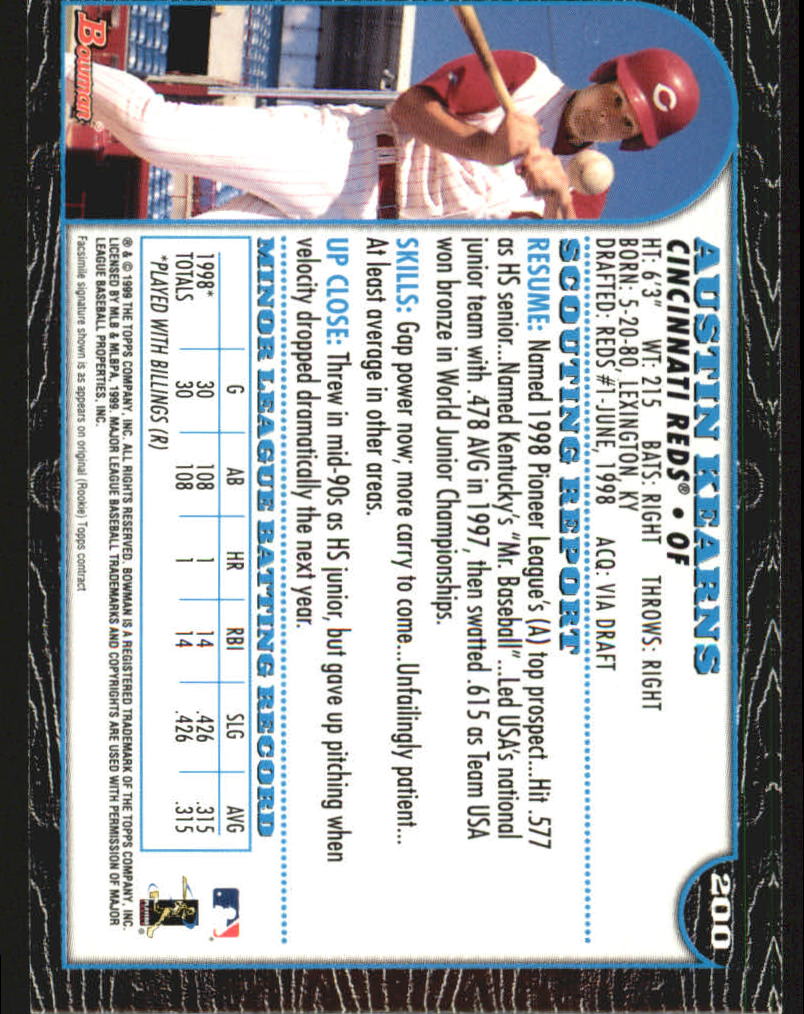 200
AUSTIN KEARNS
CINCINNATI REDS® • OF
HT: 6'3" WT: 215 BATS: RIGHT THROWS: RIGHT
BORN: 5-20-80, LEXINGTON, KY
DRAFTED: REDS #1-JUNE, 1998 ACQ: VIA DRAFT
SCOUTING REPORT
RESUME: Named 1998 Pioneer League's (A) top prospect...Hit .577
as HS senior...Named Kentucky's "Mr. Baseball"...Led USA's national
junior team with .478 AVG in 1997, then swatted .615 as Team USA
won bronze in World Junior Championships.
SKILLS: Gap power now; more carry to come...Unfailingly patient...
At least average in other areas.
UP CLOSE: Threw in mid-90s as HS junior, but gave up pitching when
velocity dropped dramatically the next year.
MINOR LEAGUE BATTING RECORD
G AB HR RBI SLG AVG
1998* 30 108 1 14 .426 .315
TOTALS 30 108 1 14 .426 .315
*PLAYED WITH BILLINGS (R)
® & © 1999 THE TOPPS COMPANY, INC. ALL RIGHTS RESERVED. BOWMAN IS A REGISTERED TRADEMARK OF THE TOPPS COMPANY, INC.
LICENSED BY MLB & MLBPA, 1999. MAJOR LEAGUE BASEBALL TRADEMARKS AND COPYRIGHTS ARE USED WITH PERMISSION OF MAJOR
LEAGUE BASEBALL PROPERTIES, INC.
Facsimile signature shown is as appears on original (Rookie) Topps contract
Bowman®
C